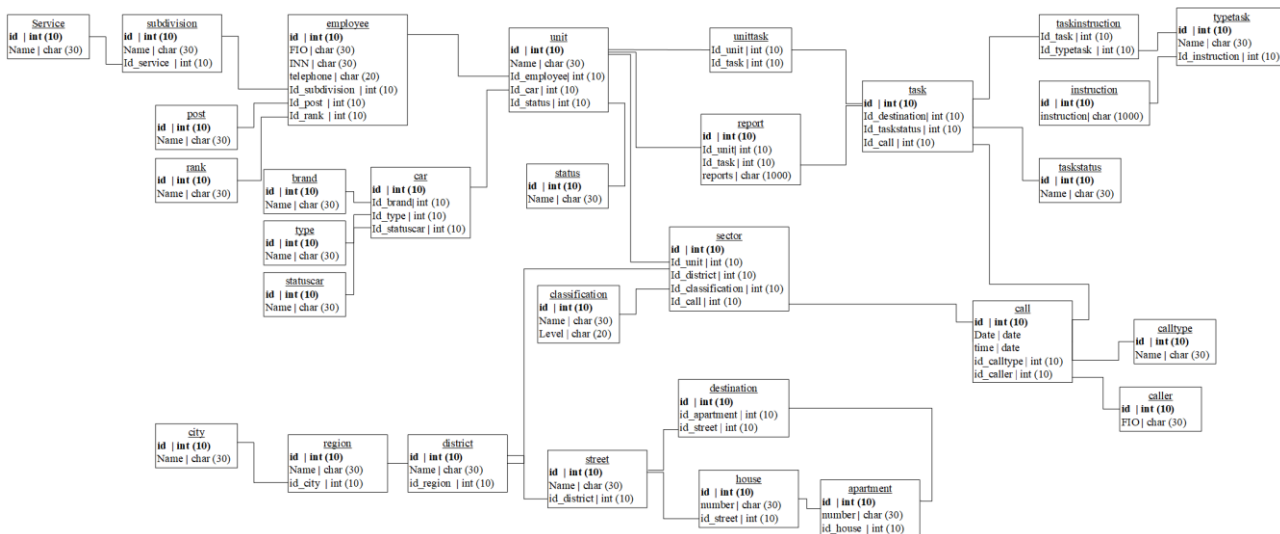 Service
id | int (10)
Name | char (30)
subdivision
id | int (10)
Name | char (30)
Id_service | int (10)
employee
id | int (10)
FIO | char (30)
INN | char (30)
telephone | char (20)
Id_subdivision | int (10)
Id_post | int (10)
Id_rank | int (10)
unit
id | int (10)
Name | char (30)
Id_employee| int (10)
Id_car | int (10)
Id_status | int (10)
unittask
Id_unit | int (10)
Id_task | int (10)
taskinstruction
Id_task | int (10)
Id_typetask | int (10)
typetask
id | int (10)
Name | char (30)
Id_instruction | int (10)
post
id | int (10)
Name | char (30)
rank
id | int (10)
Name | char (30)
brand
id | int (10)
Name | char (30)
type
id | int (10)
Name | char (30)
statuscar
id | int (10)
Name | char (30)
car
id | int (10)
Id_brand| int (10)
Id_type | int (10)
Id_statuscar | int (10)
status
id | int (10)
Name | char (30)
report
id | int (10)
Id_unit| int (10)
Id_task | int (10)
reports | char (1000)
task
id | int (10)
Id_destination| int (10)
Id_taskstatus | int (10)
Id_call | int (10)
instruction
id | int (10)
instruction| char (1000)
taskstatus
id | int (10)
Name | char (30)
sector
id | int (10)
Id_unit | int (10)
Id_district | int (10)
Id_classification | int (10)
Id_call | int (10)
classification
id | int (10)
Name | char (30)
Level | char (20)
call
id | int (10)
Date | date
time | date
id_calltype | int (10)
id_caller | int (10)
calltype
id | int (10)
Name | char (30)
caller
id | int (10)
FIO | char (30)
city
id | int (10)
Name | char (30)
region
id | int (10)
Name | char (30)
id_city | int (10)
district
id | int (10)
Name | char (30)
id_region | int (10)
street
id | int (10)
Name | char (30)
id_district | int (10)
destination
id | int (10)
id_apartment | int (10)
id_street | int (10)
house
id | int (10)
number | char (30)
id_street | int (10)
apartment
id | int (10)
number | char (30)
id_house | int (10)